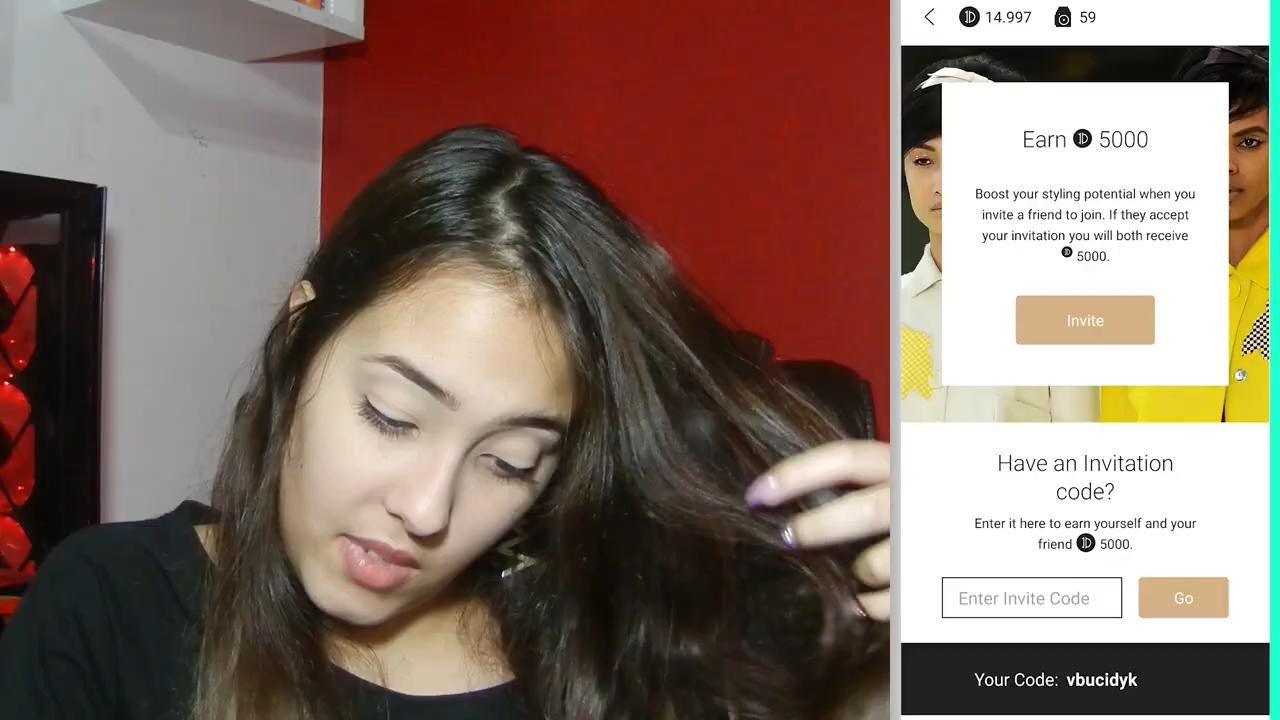 14.997 59
Earn 5000
Boost your styling potential when you
invite a friend to join. If they accept
your invitation you will both receive
5000.
Invite
Have an Invitation
code?
Enter it here to earn yourself and your
friend 5000.
Enter Invite Code Go
Your Code: vbucidyk